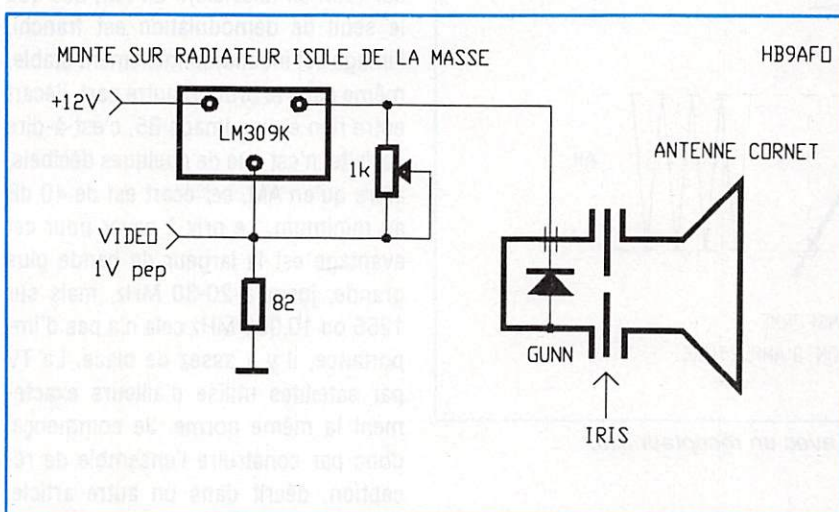 MONTE SUR RADIATEUR ISOLE DE LA MASSE
HB9AFO
+12V
LM309K
1k
ANTENNE CORNET
VIDEO
1V pep
82
GUNN
IRIS